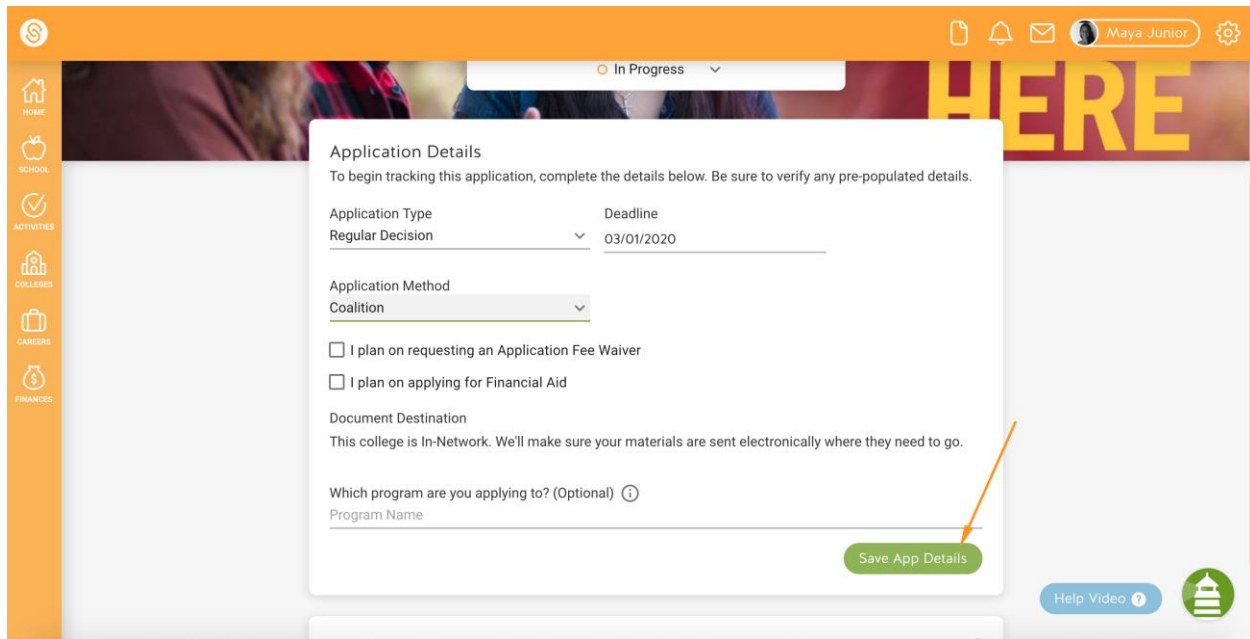 Maya Junior
HOME
SCHOOL
ACTIVITIES
COLLEGES
CAREERS
FINANCES
In Progress
HERE
Application Details
To begin tracking this application, complete the details below. Be sure to verify any pre-populated details.
Application Type
Regular Decision
Deadline
03/01/2020
Application Method
Coalition
I plan on requesting an Application Fee Waiver
I plan on applying for Financial Aid
Document Destination
This college is In-Network. We'll make sure your materials are sent electronically where they need to go.
Which program are you applying to? (Optional)
Program Name
Save App Details
Help Video ?